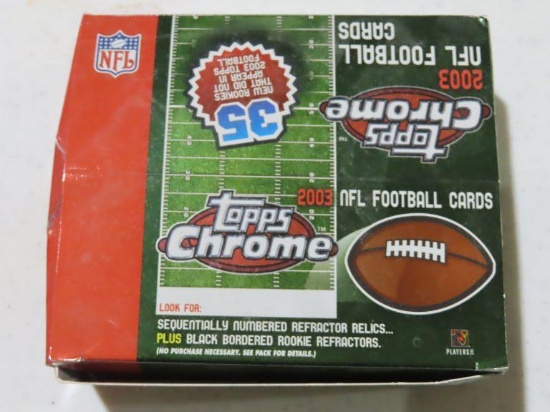 NFL
35
NEW ROOKIES
THAT DID NOT
APPEAR IN
2003 TOPPS
FOOTBALL
2003
Topps
Chrome
NFL FOOTBALL
CARDS
2003 NFL FOOTBALL CARDS
Topps
Chrome
LOOK FOR:
SEQUENTIALLY NUMBERED REFRACTOR RELICS...
PLUS BLACK BORDERED ROOKIE REFRACTORS.
(NO PURCHASE NECESSARY. SEE PACK FOR DETAILS.)
PLAYERS INC